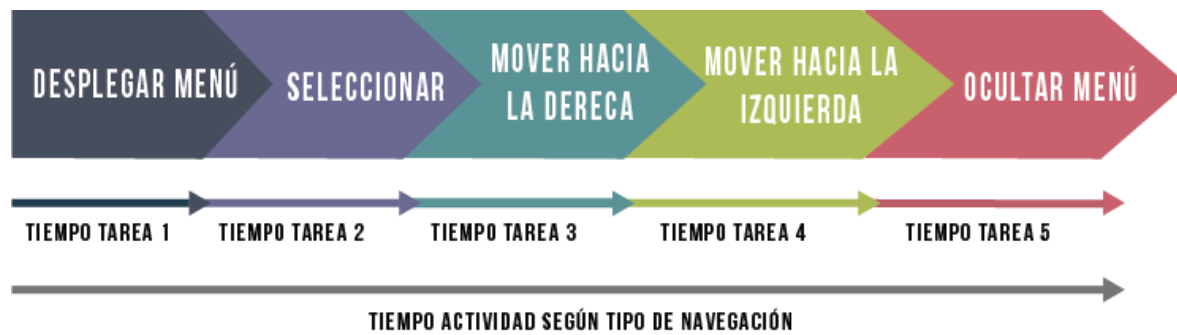 DESPLEGAR MENÚ
SELECCIONAR
MOVER HACIA
LA DERECA
MOVER HACIA LA
IZQUIERDA
OCULTAR MENÚ
TIEMPO TAREA 1
TIEMPO TAREA 2
TIEMPO TAREA 3
TIEMPO TAREA 4
TIEMPO TAREA 5
TIEMPO ACTIVIDAD SEGÚN TIPO DE NAVEGACIÓN